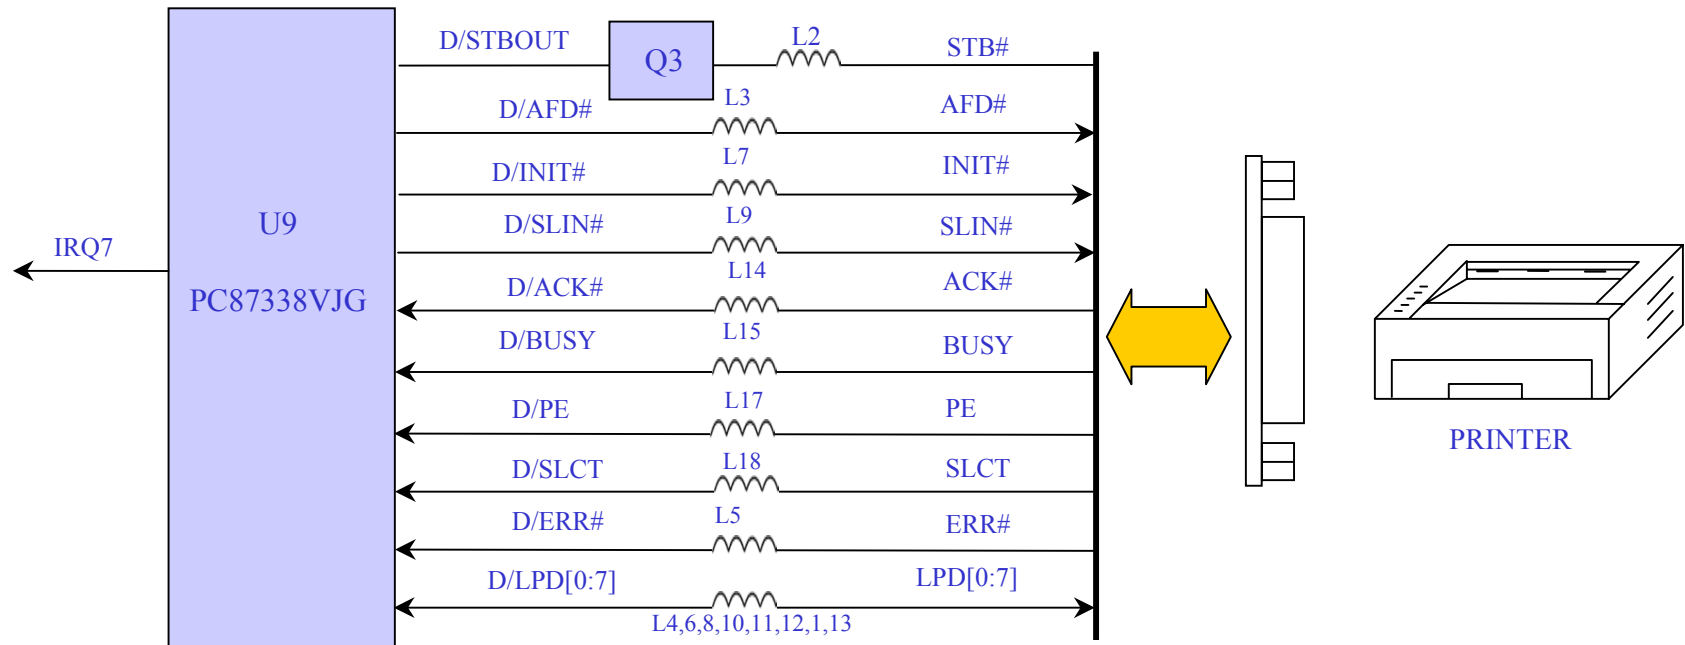 D/STBOUT
Q3
L2
STB#
D/AFD#
L3
AFD#
D/INIT#
L7
INIT#
D/SLIN#
L9
SLIN#
U9
PC87338VJG
IRQ7
D/ACK#
L14
ACK#
D/BUSY
L15
BUSY
D/PE
L17
PE
D/SLCT
L18
SLCT
D/ERR#
L5
ERR#
D/LPD[0:7]
LPD[0:7]
L4,6,8,10,11,12,1,13
PRINTER